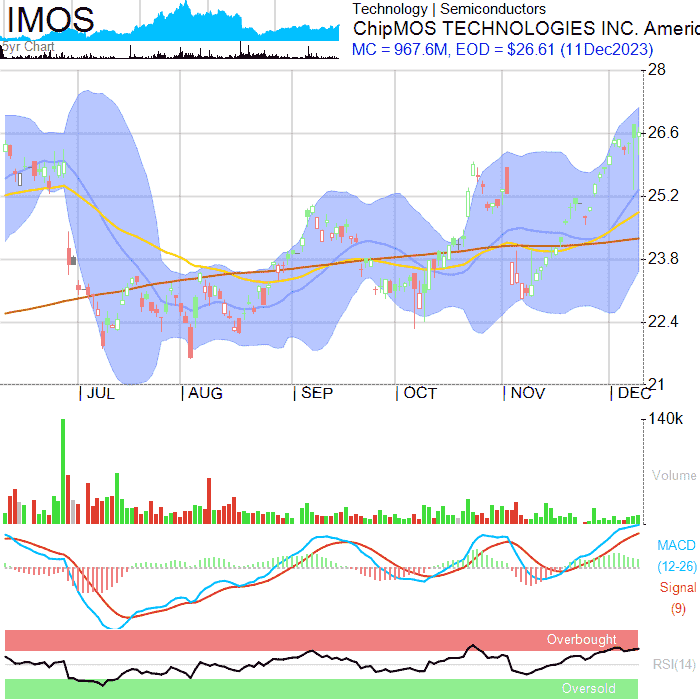 IMOS
5yr Chart
Technology | Semiconductors
ChipMOS TECHNOLOGIES INC. Americ
MC = 967.6M, EOD = $26.61 (11Dec2023)
28
26.6
25.2
23.8
22.4
21
| JUL | AUG | SEP | OCT | NOV | DEC
140k
Volume
MACD
(12-26)
Signal
(9)
Overbought
RSI(14)
Oversold